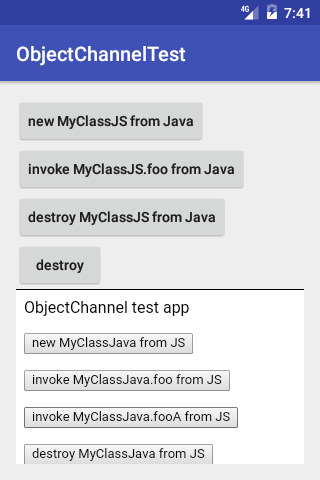 4G 7:41
ObjectChannelTest
new MyClassJS from Java
invoke MyClassJS.foo from Java
destroy MyClassJS from Java
destroy
ObjectChannel test app
new MyClassJava from JS
invoke MyClassJava.foo from JS
invoke MyClassJava.fooA from JS
destroy MyClassJava from JS